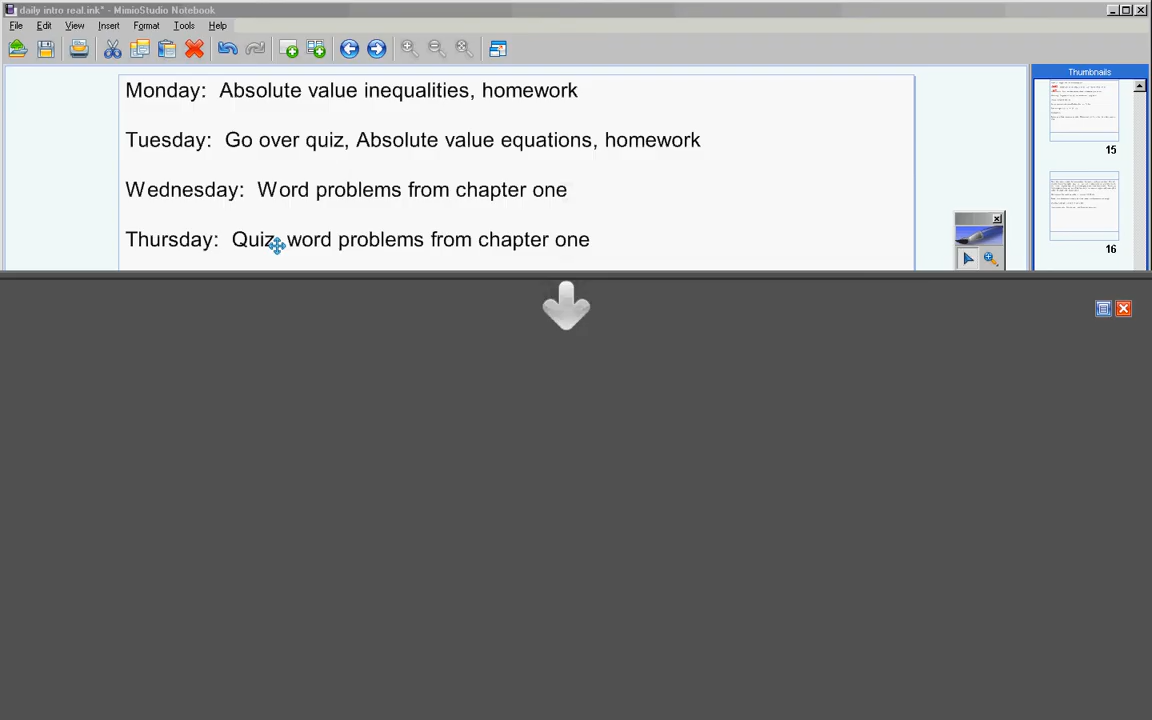 daily intro real.ink* - MimioStudio Notebook
File Edit View Insert Format Tools Help
Thumbnails
Monday: Absolute value inequalities, homework
Tuesday: Go over quiz, Absolute value equations, homework
Wednesday: Word problems from chapter one
Thursday: Quiz, word problems from chapter one
15
16